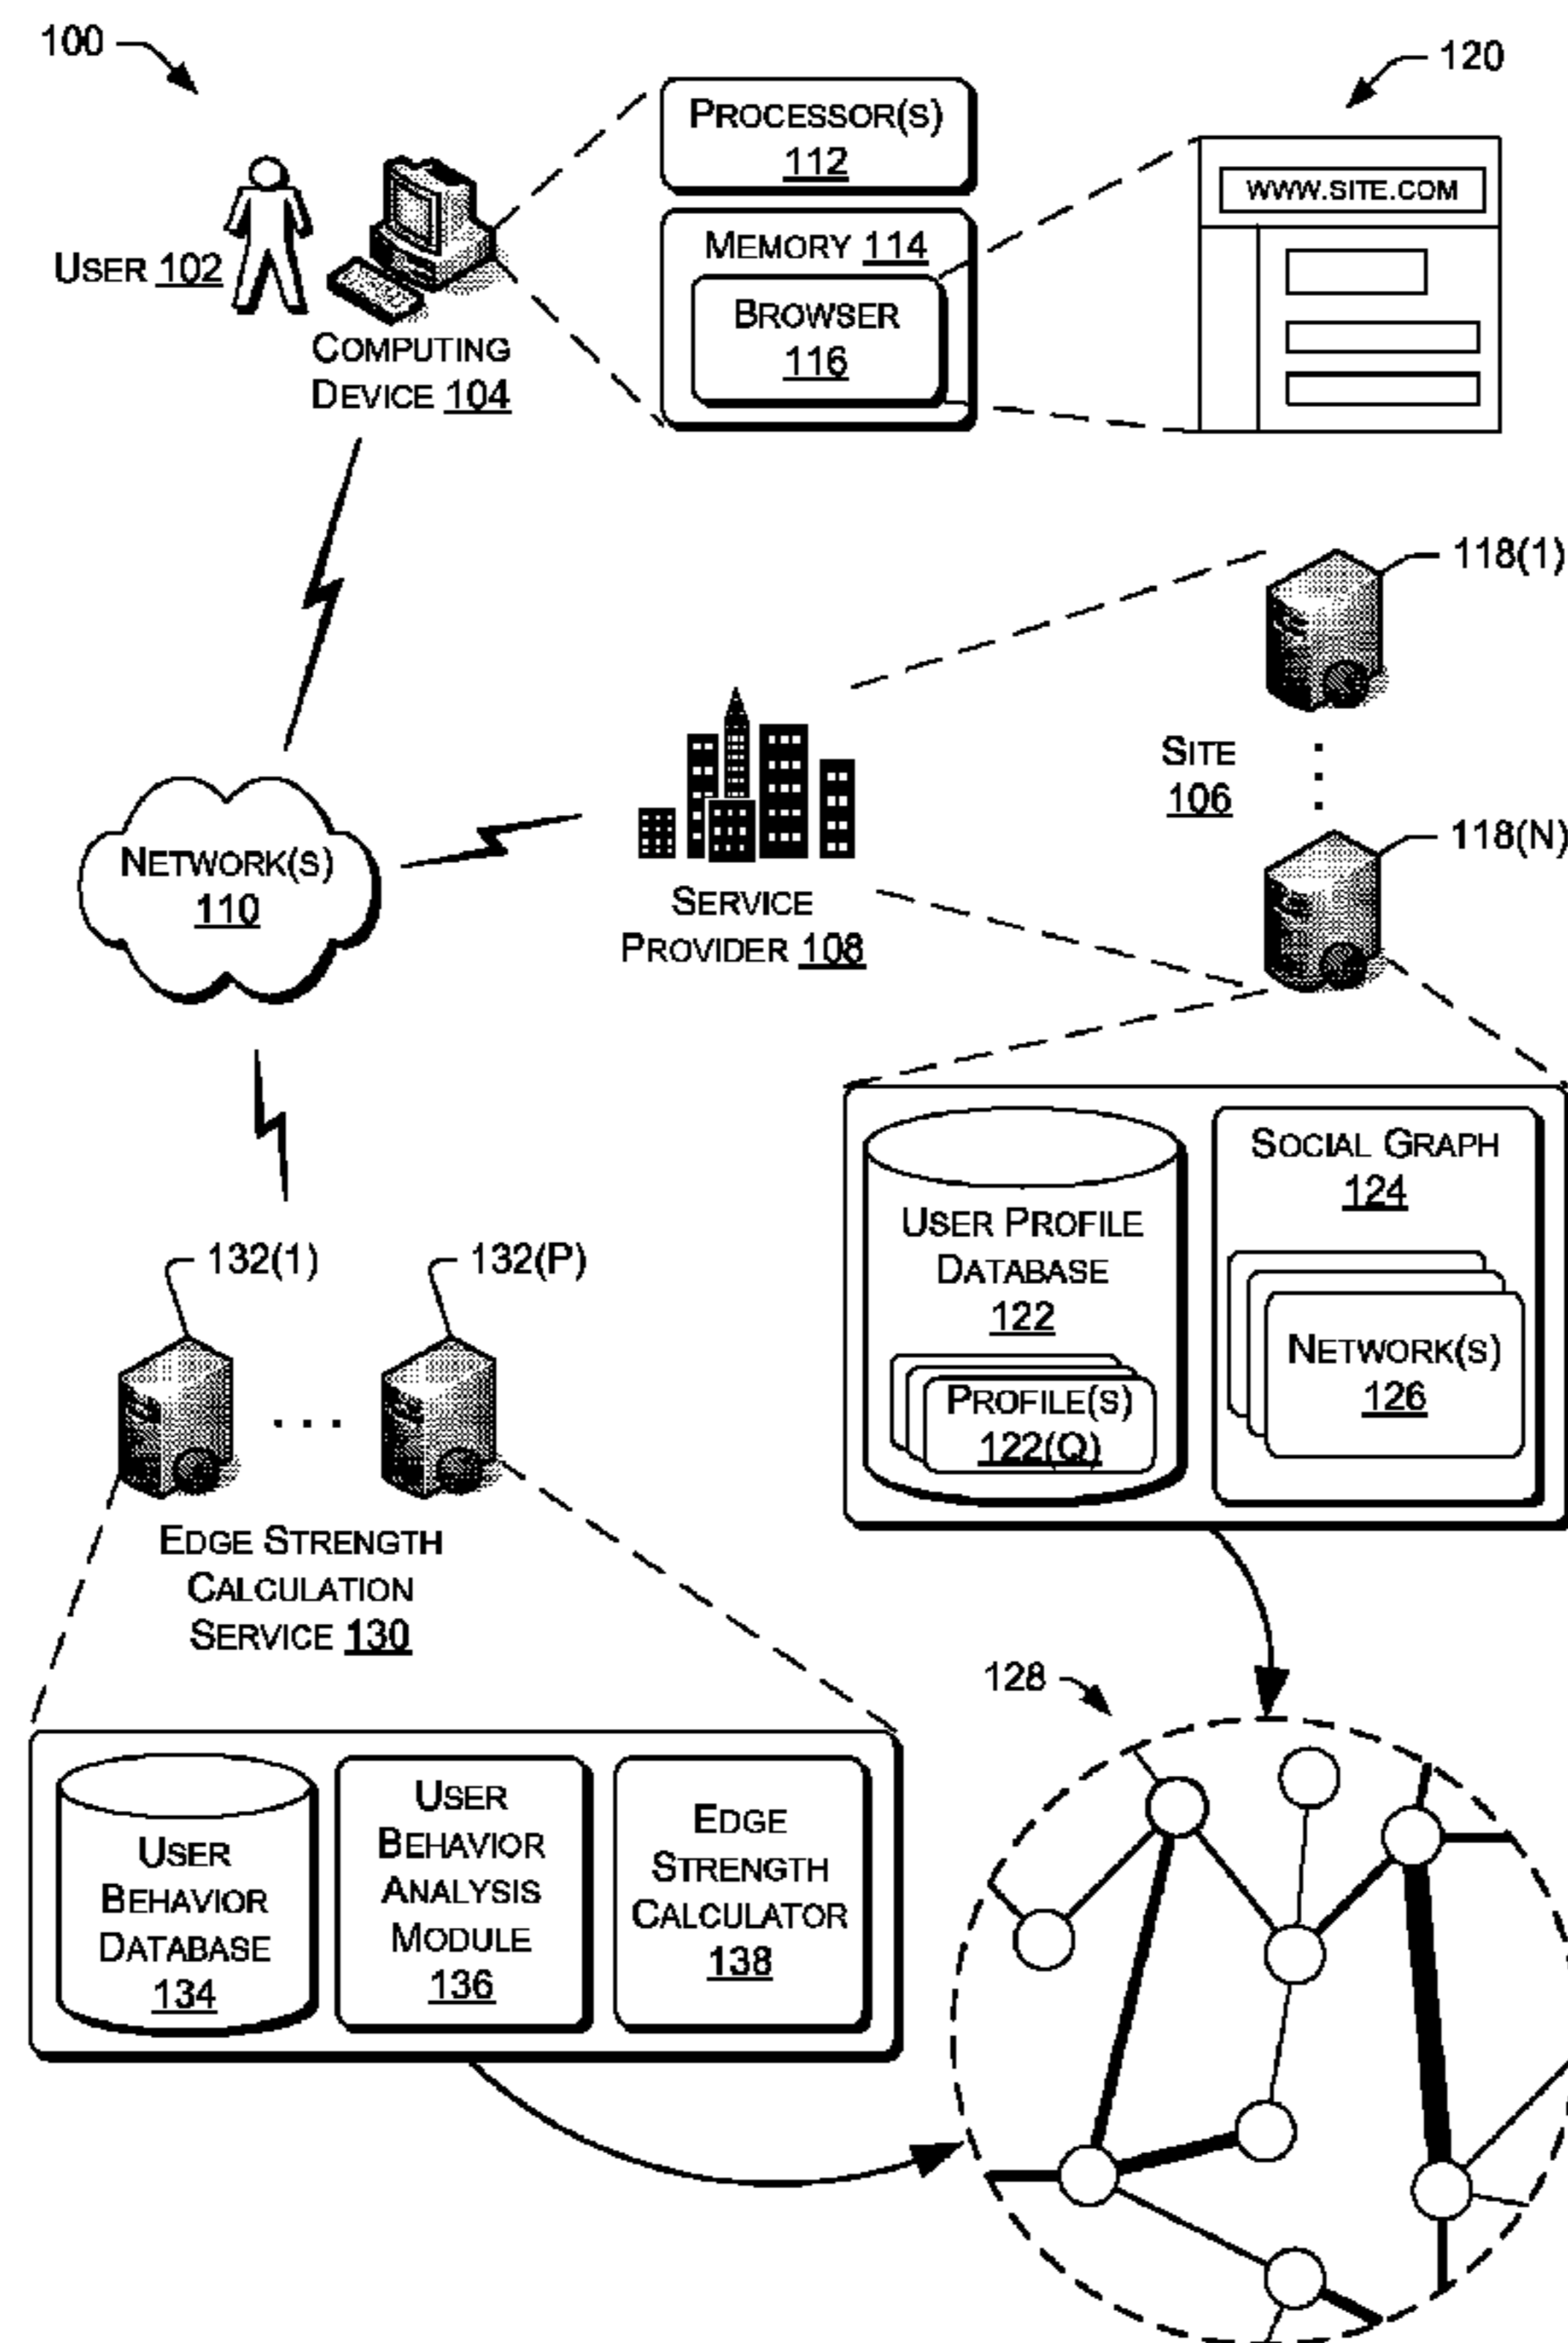 100
120
PROCESSOR(S)
112
WWW.SITE.COM
MEMORY 114
USER 102
BROWSER
116
COMPUTING
DEVICE 104
118(1)
SITE
106
118(N)
NETWORK(S)
110
SERVICE
PROVIDER 108
SOCIAL GRAPH
124
USER PROFILE
DATABASE
122
132(1)
132(P)
NETWORK(S)
126
PROFILE(S)
122(Q)
EDGE STRENGTH
CALCULATION
SERVICE 130
128
USER
BEHAVIOR
DATABASE
134
USER
BEHAVIOR
ANALYSIS
MODULE
136
EDGE
STRENGTH
CALCULATOR
138